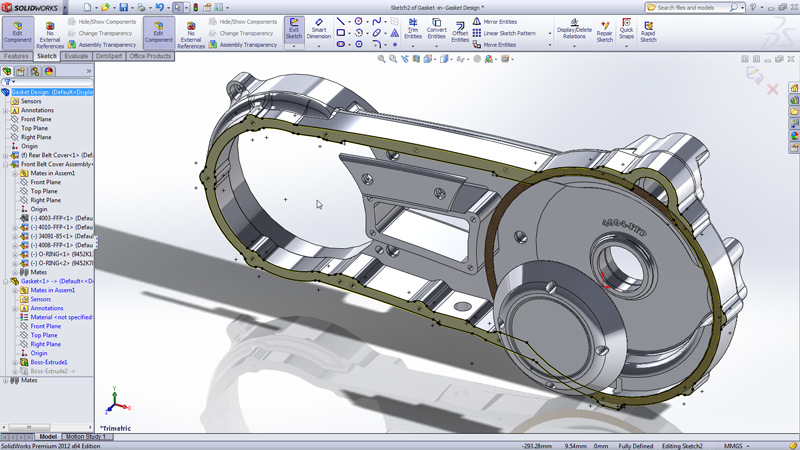 SOLIDWORKS
Sketch2 of Gasket -in- Gasket Design *
Search files and models
Edit Component
No External References
Hide/Show Components
Change Transparency
Assembly Transparency
Edit Component
No External References
Hide/Show Components
Change Transparency
Assembly Transparency
Exit Sketch
Smart Dimension
Trim Entities
Convert Entities
Offset Entities
Mirror Entities
Linear Sketch Pattern
Move Entities
Display/Delete Relations
Repair Sketch
Quick Snaps
Rapid Sketch
Features
Sketch
Evaluate
DimXpert
Office Products
Gasket Design (Default<Display
Sensors
Annotations
Front Plane
Top Plane
Right Plane
Origin
(f) Rear Belt Cover<1> (Defa
Front Belt Cover Assembly<
Mates in Assem1
Front Plane
Top Plane
Right Plane
Origin
(-) 4003-FFP<1> (Defau
(-) 4010-FFP<1> (Defau
(-) 34091-85<1> (Defau
(-) 4008-FFP<1> (Defau
(-) O-RING<1> (9452K1
(-) O-RING<2> (9452K7
Mates
Gasket<1> -> (Default<<D
Mates in Assem1
Sensors
Annotations
Material <not specified>
Front Plane
Top Plane
Right Plane
Origin
Boss-Extrude1
Boss-Extrude2 ->
Mates
Y
X
Z
*Trimetric
Model
Motion Study 1
SolidWorks Premium 2012 x64 Edition
-293.28mm
9.54mm
0mm
Fully Defined
Editing Sketch2
MMGS